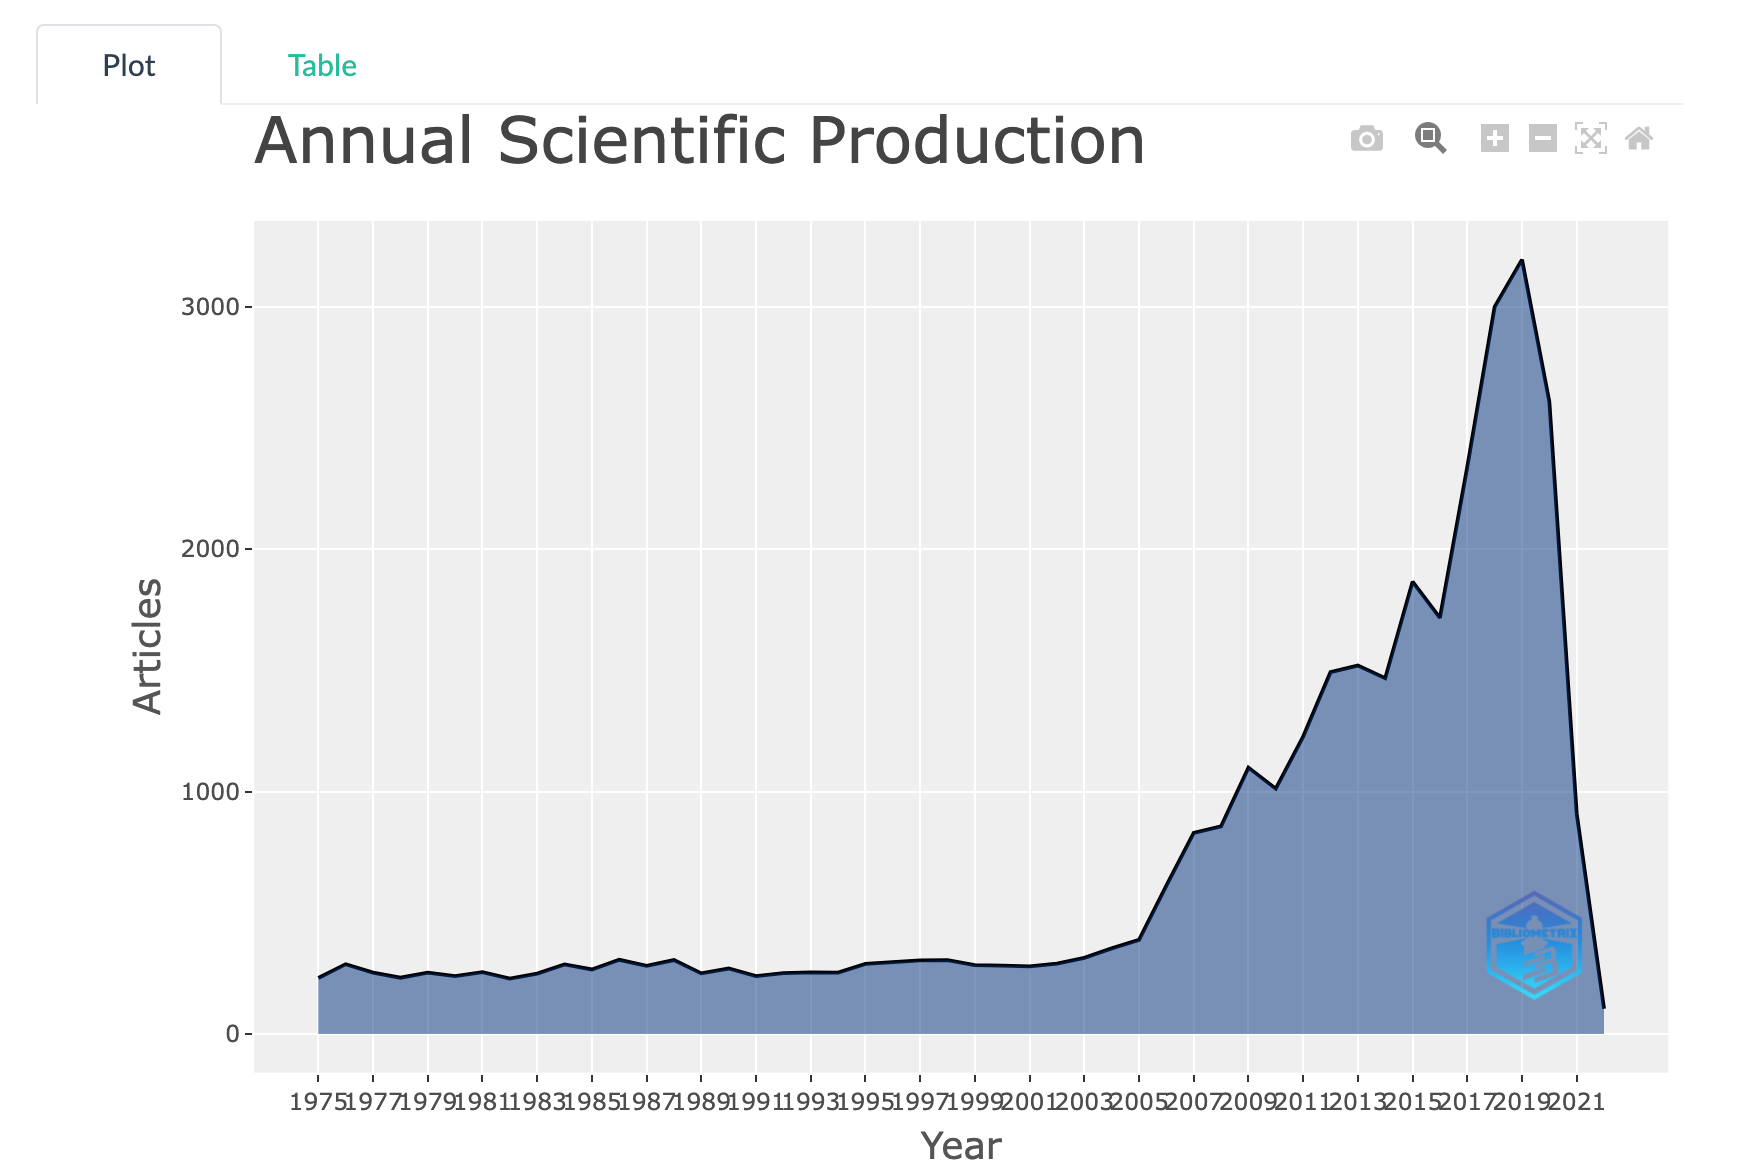 Plot Table
Annual Scientific Production
3000
2000
1000
0
Articles
1975 1977 1979 1981 1983 1985 1987 1989 1991 1993 1995 1997 1999 2001 2003 2005 2007 2009 2011 2013 2015 2017 2019 2021
Year
BIBLIOMETRIX